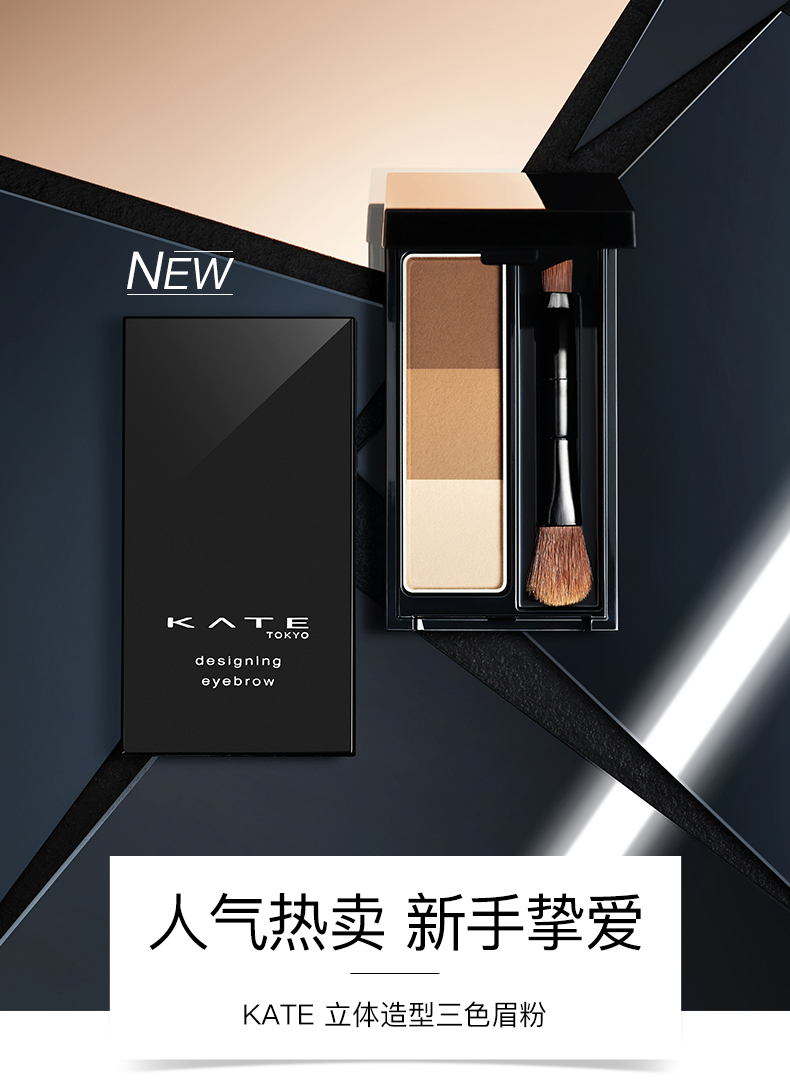 NEW
KATE
TOKYO
designing
eyebrow
人气热卖 新手挚爱
KATE 立体造型三色眉粉